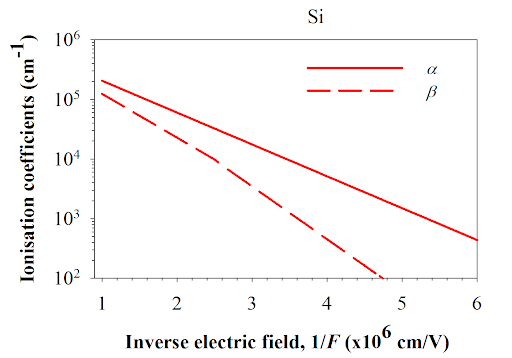 Si
10^6
10^5
10^4
10^3
10^2
Ionisation coefficients (cm^-1)
α
β
1 2 3 4 5 6
Inverse electric field, 1/F (x10^6 cm/V)